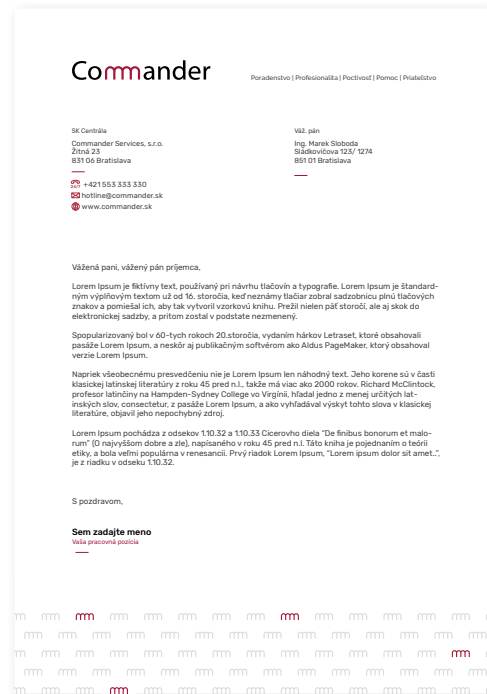 Commander
Poradenstvo | Profesionalita | Poctivosť | Pomoc | Priateľstvo
SK Centrála
Commander Services, s.r.o.
Žitná 23
831 06 Bratislava
Váž. pán
Ing. Marek Sloboda
Sládkovičova 123/ 1274
851 01 Bratislava
24/7 +421 553 333 330
hotline@commander.sk
www.commander.sk
Vážená pani, vážený pán príjemca,
Lorem Ipsum je fiktívny text, používaný pri návrhu tlačovín a typografie. Lorem Ipsum je štandard-
ným výplňovým textom už od 16. storočia, keď neznámy tlačiar zobral sadzobnicu plnú tlačových
znakov a pomiešal ich, aby tak vytvoril vzorkovú knihu. Prežil nielen päť storočí, ale aj skok do
elektronickej sadzby, a pritom zostal v podstate nezmenený.
Spopularizovaný bol v 60-tych rokoch 20.storočia, vydaním hárkov Letraset, ktoré obsahovali
pasáže Lorem Ipsum, a neskôr aj publikačným softvérom ako Aldus PageMaker, ktorý obsahoval
verzie Lorem Ipsum.
Napriek všeobecnému presvedčeniu nie je Lorem Ipsum len náhodný text. Jeho korene sú v časti
klasickej latinskej literatúry z roku 45 pred n.l., takže má viac ako 2000 rokov. Richard McClintock,
profesor latinčiny na Hampden-Sydney College vo Virgínii, hľadal jedno z menej určitých lat-
inských slov, consectetur, z pasáže Lorem Ipsum, a ako vyhľadával výskyt tohto slova v klasickej
literatúre, objavil jeho nepochybný zdroj.
Lorem Ipsum pochádza z odsekov 1.10.32 a 1.10.33 Cicerovho diela "De finibus bonorum et malo-
rum" (O najvyššom dobre a zle), napísaného v roku 45 pred n.l. Táto kniha je pojednaním o teórii
etiky, a bola veľmi populárna v renesancii. Prvý riadok Lorem Ipsum, "Lorem ipsum dolor sit amet..",
je z riadku v odseku 1.10.32.
S pozdravom,
Sem zadajte meno
Vaša pracovná pozícia